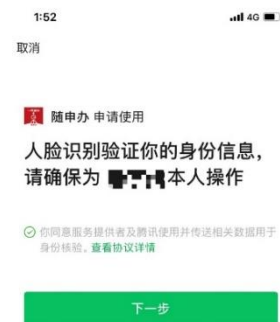 1:52
4G
取消
随申办 申请使用
人脸识别验证你的身份信息，
请确保为 本人操作
你同意服务提供者及腾讯使用并传送相关数据用于
身份核验。查看协议详情
下一步